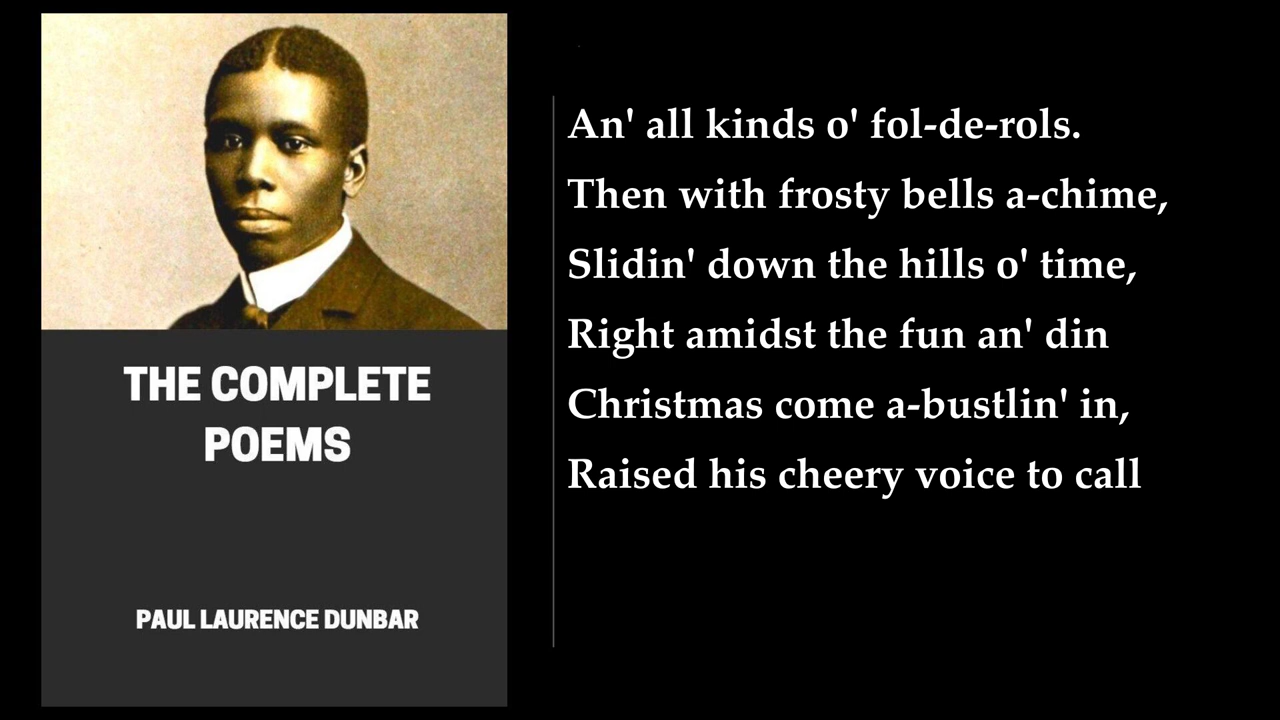 THE COMPLETE
POEMS
PAUL LAURENCE DUNBAR
An' all kinds o' fol-de-rols.
Then with frosty bells a-chime,
Slidin' down the hills o' time,
Right amidst the fun an' din
Christmas come a-bustlin' in,
Raised his cheery voice to call